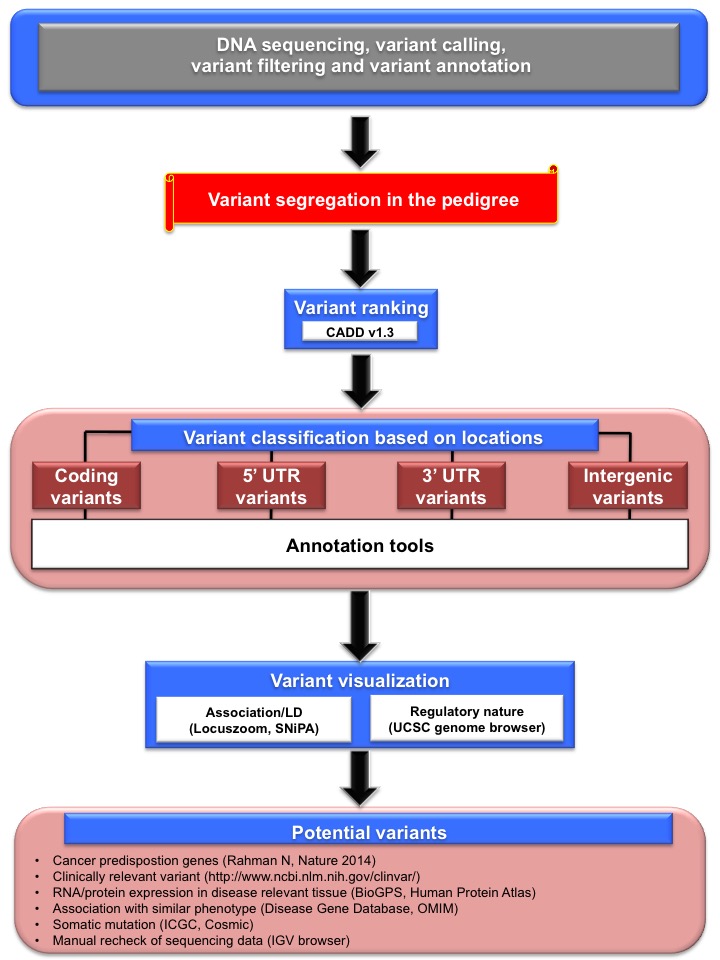 DNA sequencing, variant calling,
variant filtering and variant annotation
Variant segregation in the pedigree
Variant ranking
CADD v1.3
Variant classification based on locations
Coding
variants
5’ UTR
variants
3’ UTR
variants
Intergenic
variants
Annotation tools
Variant visualization
Association/LD
(Locuszoom, SNiPA)
Regulatory nature
(UCSC genome browser)
Potential variants
• Cancer predispostion genes (Rahman N, Nature 2014)
• Clinically relevant variant (http://www.ncbi.nlm.nih.gov/clinvar/)
• RNA/protein expression in disease relevant tissue (BioGPS, Human Protein Atlas)
• Association with similar phenotype (Disease Gene Database, OMIM)
• Somatic mutation (ICGC, Cosmic)
• Manual recheck of sequencing data (IGV browser)